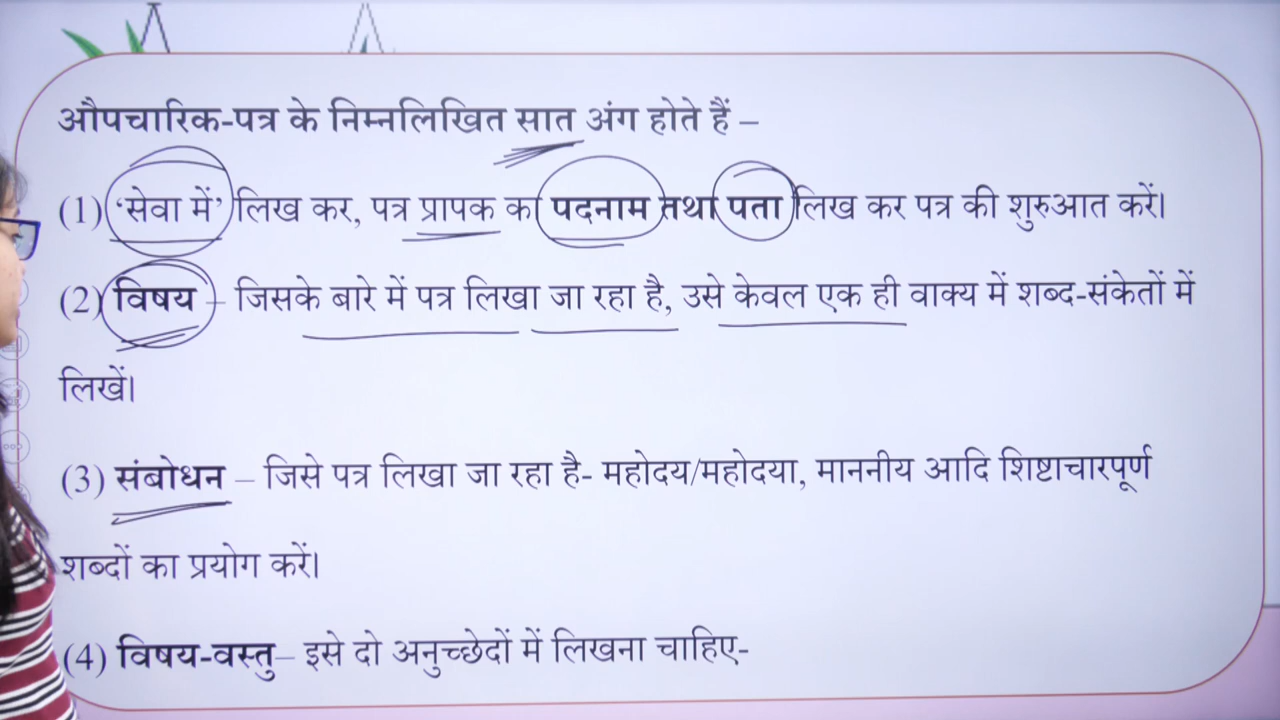 औपचारिक-पत्र के निम्नलिखित सात अंग होते हैं –
(1) ‘सेवा में’ लिख कर, पत्र प्रापक का पदनाम तथा पता लिख कर पत्र की शुरुआत करें।
(2) विषय – जिसके बारे में पत्र लिखा जा रहा है, उसे केवल एक ही वाक्य में शब्द-संकेतों में
लिखें।
(3) संबोधन – जिसे पत्र लिखा जा रहा है- महोदय/महोदया, माननीय आदि शिष्टाचारपूर्ण
शब्दों का प्रयोग करें।
(4) विषय-वस्तु– इसे दो अनुच्छेदों में लिखना चाहिए-